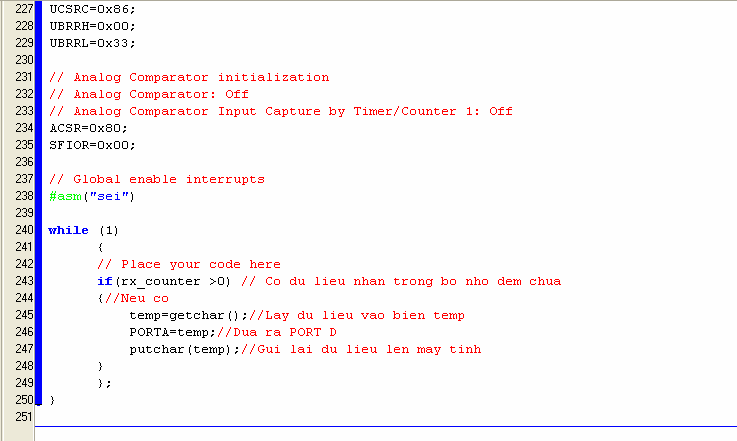 227 UCSRC=0x86;
228 UBRRH=0x00;
229 UBRRL=0x33;
230
231 // Analog Comparator initialization
232 // Analog Comparator: Off
233 // Analog Comparator Input Capture by Timer/Counter 1: Off
234 ACSR=0x80;
235 SFIOR=0x00;
236
237 // Global enable interrupts
238 #asm("sei")
239
240 while (1)
241 {
242 // Place your code here
243 if(rx_counter >0) // Co du lieu nhan trong bo nho dem chua
244 {//Neu co
245 temp=getchar();//Lay du lieu vao bien temp
246 PORTA=temp;//Dua ra PORT D
247 putchar(temp);//Gui lai du lieu len may tinh
248 }
249 };
250 }
251